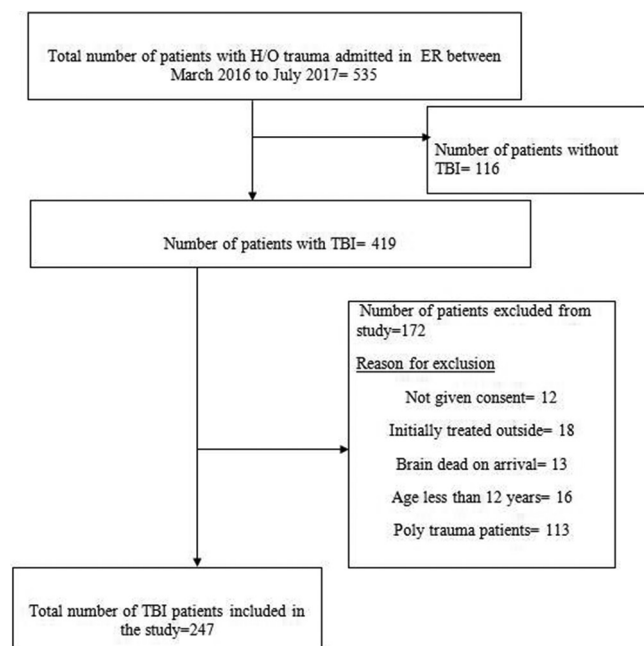 Total number of patients with H/O trauma admitted in ER between
March 2016 to July 2017= 535
Number of patients without
TBI= 116
Number of patients with TBI= 419
Number of patients excluded from
study=172
Reason for exclusion
Not given consent= 12
Initially treated outside= 18
Brain dead on arrival= 13
Age less than 12 years= 16
Poly trauma patients= 113
Total number of TBI patients included in
the study=247